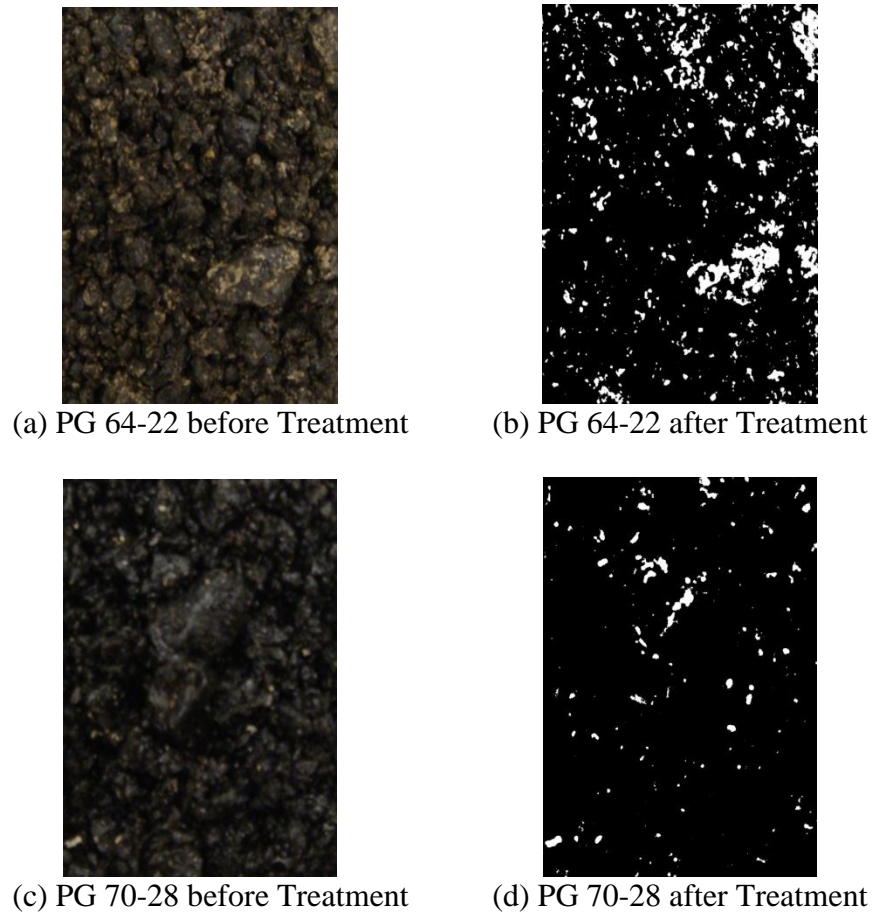 (a) PG 64-22 before Treatment
(b) PG 64-22 after Treatment
(c) PG 70-28 before Treatment
(d) PG 70-28 after Treatment